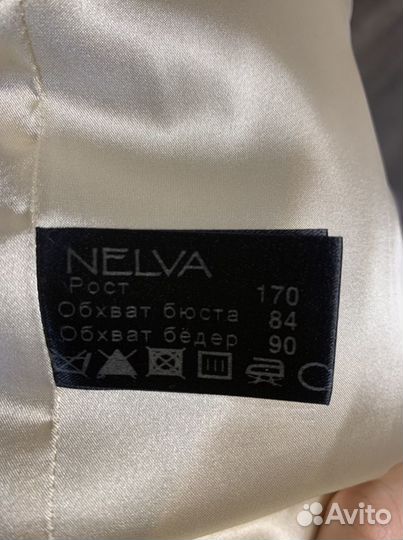 NELVA
Рост 170
Обхват бюста 84
Обхват бёдер 90
Avito